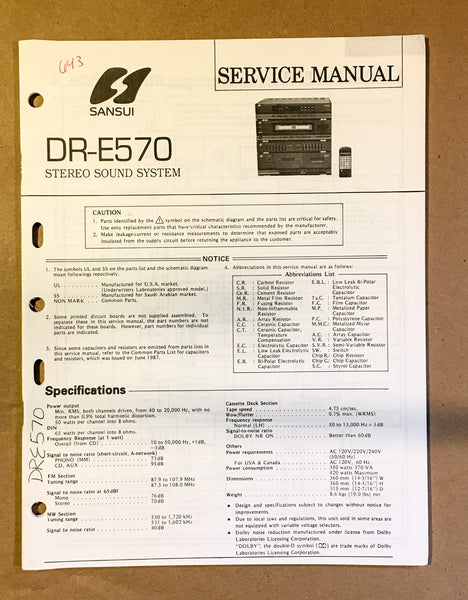 643
SANSUI
SERVICE MANUAL
DR-E570
STEREO SOUND SYSTEM
CAUTION
1. Parts identified by the ⚠ symbol on the schematic diagram and the parts list are critical for safety.
Use only replacement parts that have critical characteristics recommended by the manufacturer.
2. Make leakage-current or resistance measurements to determine that exposed parts are acceptably
insulated from the supply circuit before returning the appliance to the customer.
NOTICE
1. The symbols UL and SS on the parts list and the schematic diagram
mean followings repectively.
UL Manufactured for U.S.A. market.
(Underwriters Laboratories approved model.)
SS Manufactured for Saudi Arabian market.
NON MARK Common Parts.
2. Some printed circuit boards are not supplied assembled. To
separate these in this service manual, the part numbers are not
indicated for these boards. However, part numbers for individual
parts are indicated.
3. Since some capacitors and resistors are omitted from parts lists in
this service manual, refer to the Common Parts List for capacitors
and resistors, which was issued on June 1987.
4. Abbreviations in this service manual are as follows:
Abbreviations List
C.R. : Carbon Resistor
S.R. : Solid Resistor
Ce.R. : Cement Resistor
M.R. : Metal Film Resistor
F.R. : Fusing Resistor
N.I.R. : Non-Inflammable
Resistor
A.R. : Array Resistor
C.C. : Ceramic Capacitor
C.T. : Ceramic Capacitor,
Temperature
Compensation
E.C. : Electrolytic Capacitor
E.L. : Low Leak Electrolytic
Capacitor
E.B. : Bi-Polar Electrolytic
Capacitor
E.B.L. : Low Leak Bi-Polar
Electrolytic
Capacitor
Ta.C. : Tantalum Capacitor
F.C. : Film Capacitor
M.P. : Metalized Paper
Capacitor
P.C. : Polystyrene Capacitor
M.M.C. : Metalized Mylar
Capacitor
V.R. : Variable Resistor
S.V.R. : Semi-Variable Resistor
SW. : Switch
Chip R. : Chip Resistor
Chip C. : Chip Capacitor
S.C. : Styrol Capacitor
Specifications
Power output
Min. RMS, both channels driven, from 40 to 20,000 Hz, with no
more than 0.9% total harmonic distortion.
50 watts per channel into 8 ohms.
DIN
65 watts per channel into 8 ohms.
Frequency Response (at 1 watt)
Overall (from CD) 10 to 50,000 Hz, +1dB,
-3dB
Signal to noise ratio (short-circuit, A-network)
PHONO (MM) 73dB
CD, AUX 95dB
FM Section
Tuning range 87.9 to 107.9 MHz
87.5 to 108.0 MHz
Signal to noise ratio at 65dBf
Mono 76dB
Stereo 70dB
MW Section
Tuning range 530 to 1,720 kHz
531 to 1,602 kHz
Signal to noise ratio 40dB
Cassette Deck Section
Tape speed 4.75 cm/sec.
Wow/flutter 0.1% max. (WRMS)
Frequency response
Normal (LH) 50 to 13,000 Hz ±3dB
Signal-to-noise ratio
DOLBY NR ON Better than 60dB
Others
Power requirements AC 120V/220V/240V
(50/60 Hz)
For USA & Canada AC 120V, 60 Hz
Power consumption 350 watts 370 VA
420 watts Maximum
Dimensions 360 mm (14-3/16") W
360 mm (14-3/16") H
315 mm (12-7/16") D
Weight 8.6 kgs (19.0 lbs) net
• Design and specifications subject to changes without notice for
improvements.
• Due to local laws and regulations, this unit sold in some areas are
not equipped with variable voltage selectors.
• Dolby noise reduction manufactured under license from Dolby
Laboratories Licensing Corporation.
"DOLBY", the double-D symbol (DD) are trade marks of Dolby
Laboratories Licensing Corporation.
DRE570